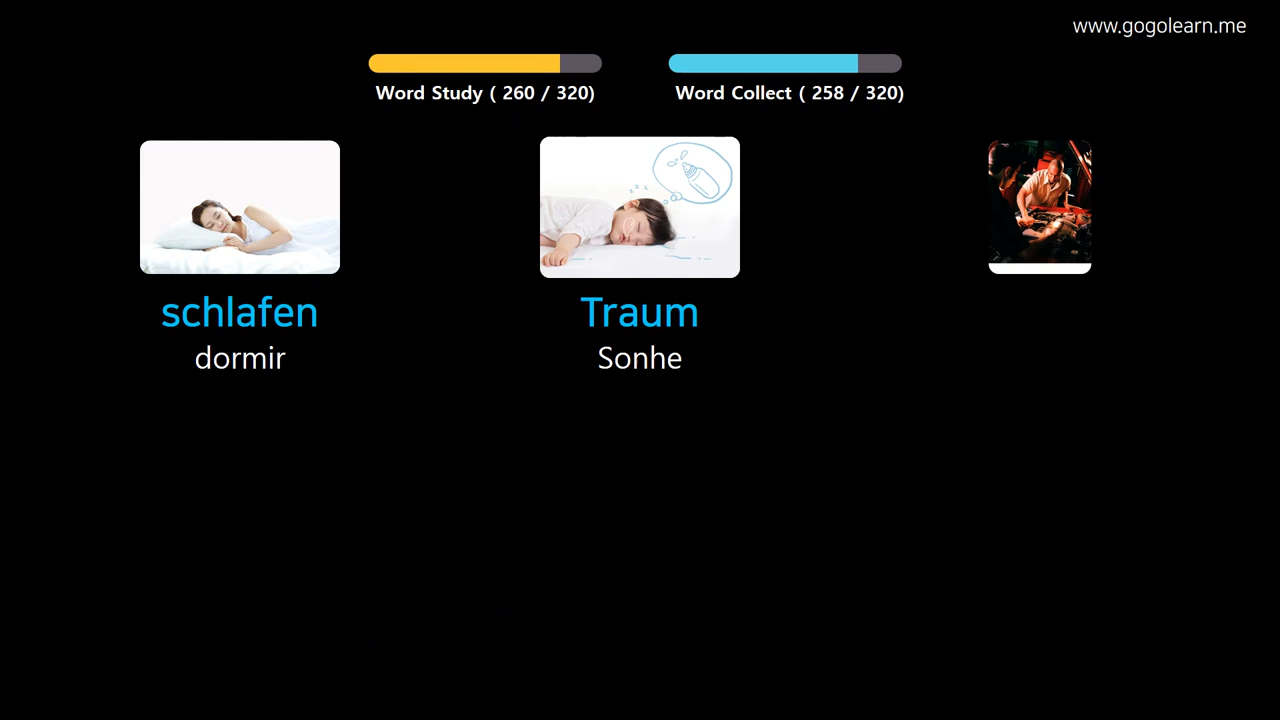 www.gogolearn.me
Word Study ( 260 / 320)
Word Collect ( 258 / 320)
schlafen
dormir
Traum
Sonhe